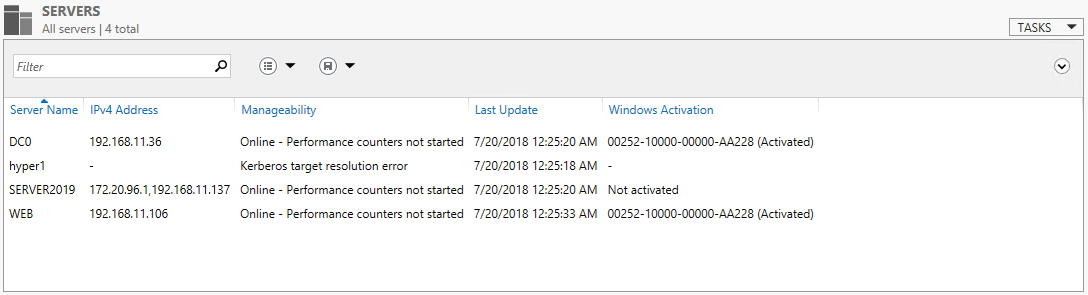 SERVERS
All servers | 4 total
TASKS
Filter
Server Name IPv4 Address Manageability Last Update Windows Activation
DC0 192.168.11.36 Online - Performance counters not started 7/20/2018 12:25:20 AM 00252-10000-00000-AA228 (Activated)
hyper1 - Kerberos target resolution error 7/20/2018 12:25:18 AM -
SERVER2019 172.20.96.1,192.168.11.137 Online - Performance counters not started 7/20/2018 12:25:20 AM Not activated
WEB 192.168.11.106 Online - Performance counters not started 7/20/2018 12:25:33 AM 00252-10000-00000-AA228 (Activated)